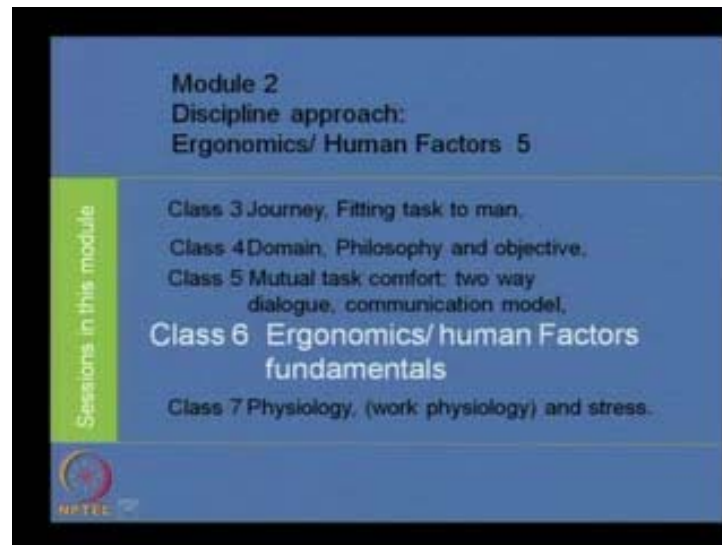 Module 2
Discipline approach:
Ergonomics/ Human Factors 5
Sessions in this module
Class 3 Journey, Fitting task to man,
Class 4 Domain, Philosophy and objective,
Class 5 Mutual task comfort: two way
dialogue, communication model,
Class 6 Ergonomics/ human Factors
fundamentals
Class 7 Physiology, (work physiology) and stress.
NPTEL